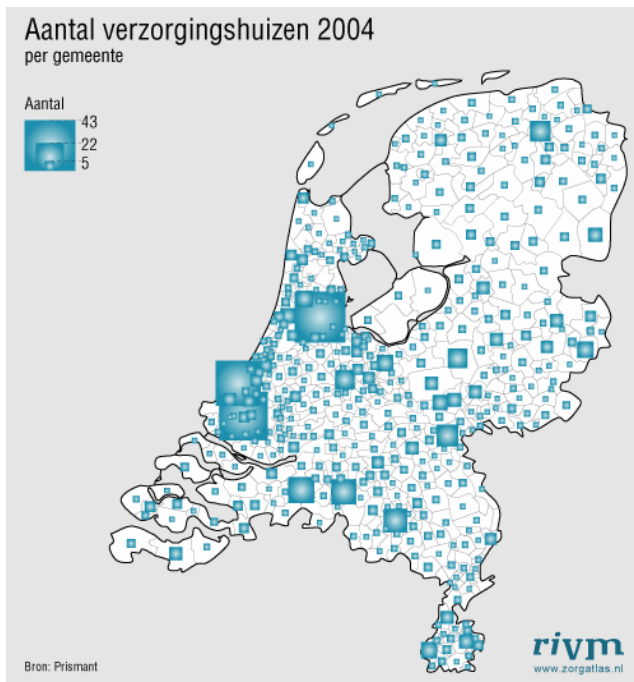 Aantal verzorgingshuizen 2004
per gemeente
Aantal
43
22
5
Bron: Prismant
rivm
www.zorgatlas.nl